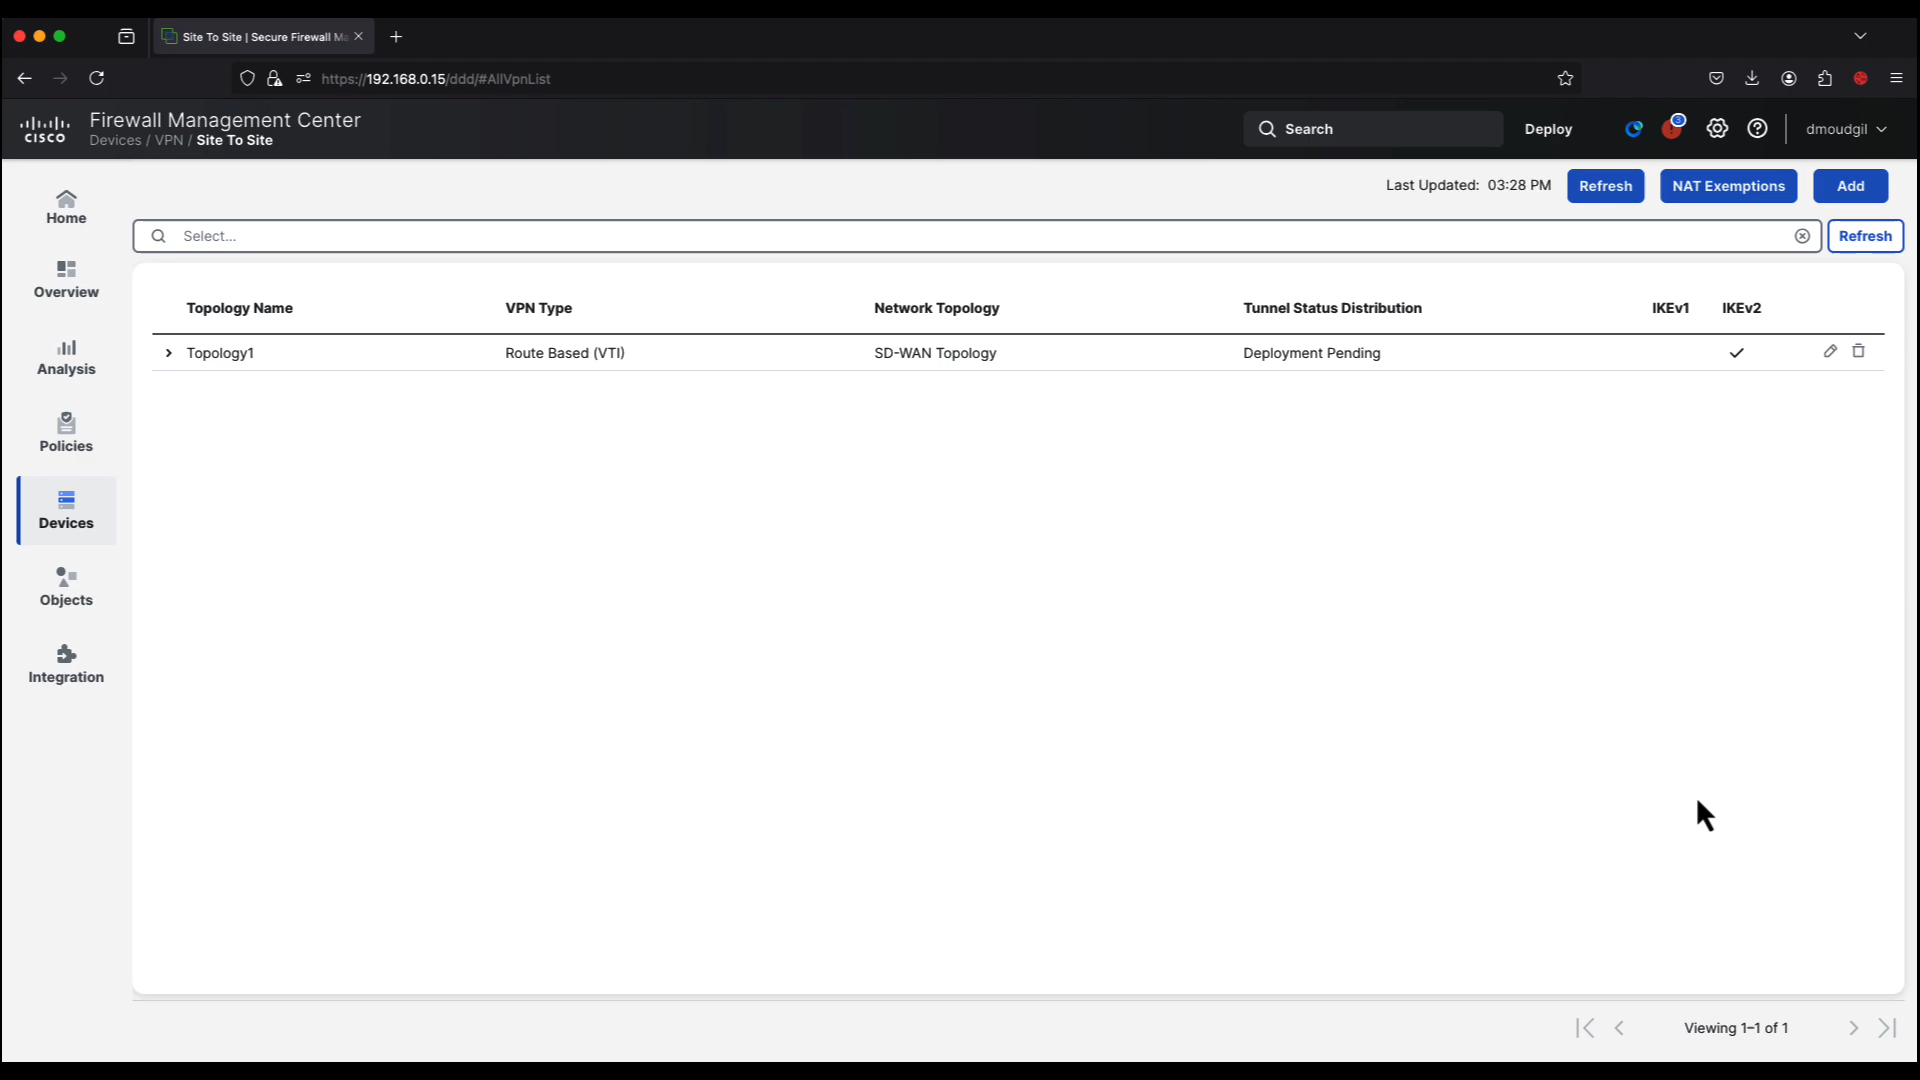 Site To Site | Secure Firewall Ma
https://192.168.0.15/ddd/#AllVpnList
CISCO
Firewall Management Center
Devices / VPN / Site To Site
Search
Deploy
3
dmoudgil
Home
Overview
Analysis
Policies
Devices
Objects
Integration
Last Updated: 03:28 PM
Refresh
NAT Exemptions
Add
Select...
Refresh
Topology Name VPN Type Network Topology Tunnel Status Distribution IKEv1 IKEv2
Topology1 Route Based (VTI) SD-WAN Topology Deployment Pending
Viewing 1–1 of 1